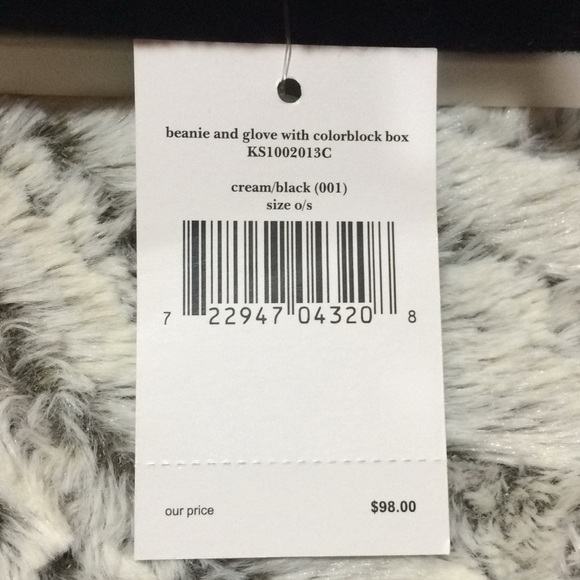 beanie and glove with colorblock box
KS1002013C
cream/black (001)
size o/s
7 22947 04320 8
our price $98.00